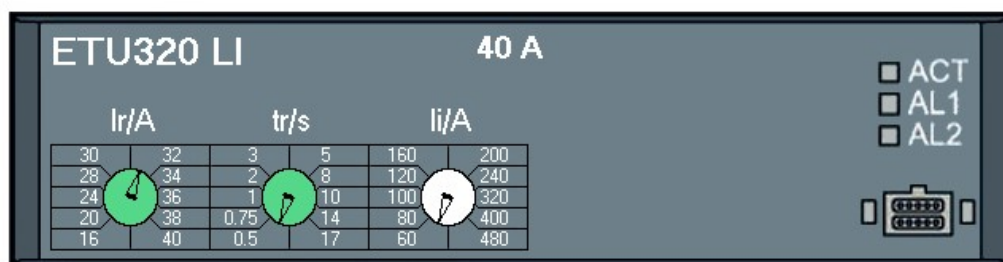 ETU320 LI 40 A
ACT
AL1
AL2
Ir/A tr/s Ii/A
30 32 3 5 160 200
28 34 2 8 120 240
24 36 1 10 100 320
20 38 0.75 14 80 400
16 40 0.5 17 60 480